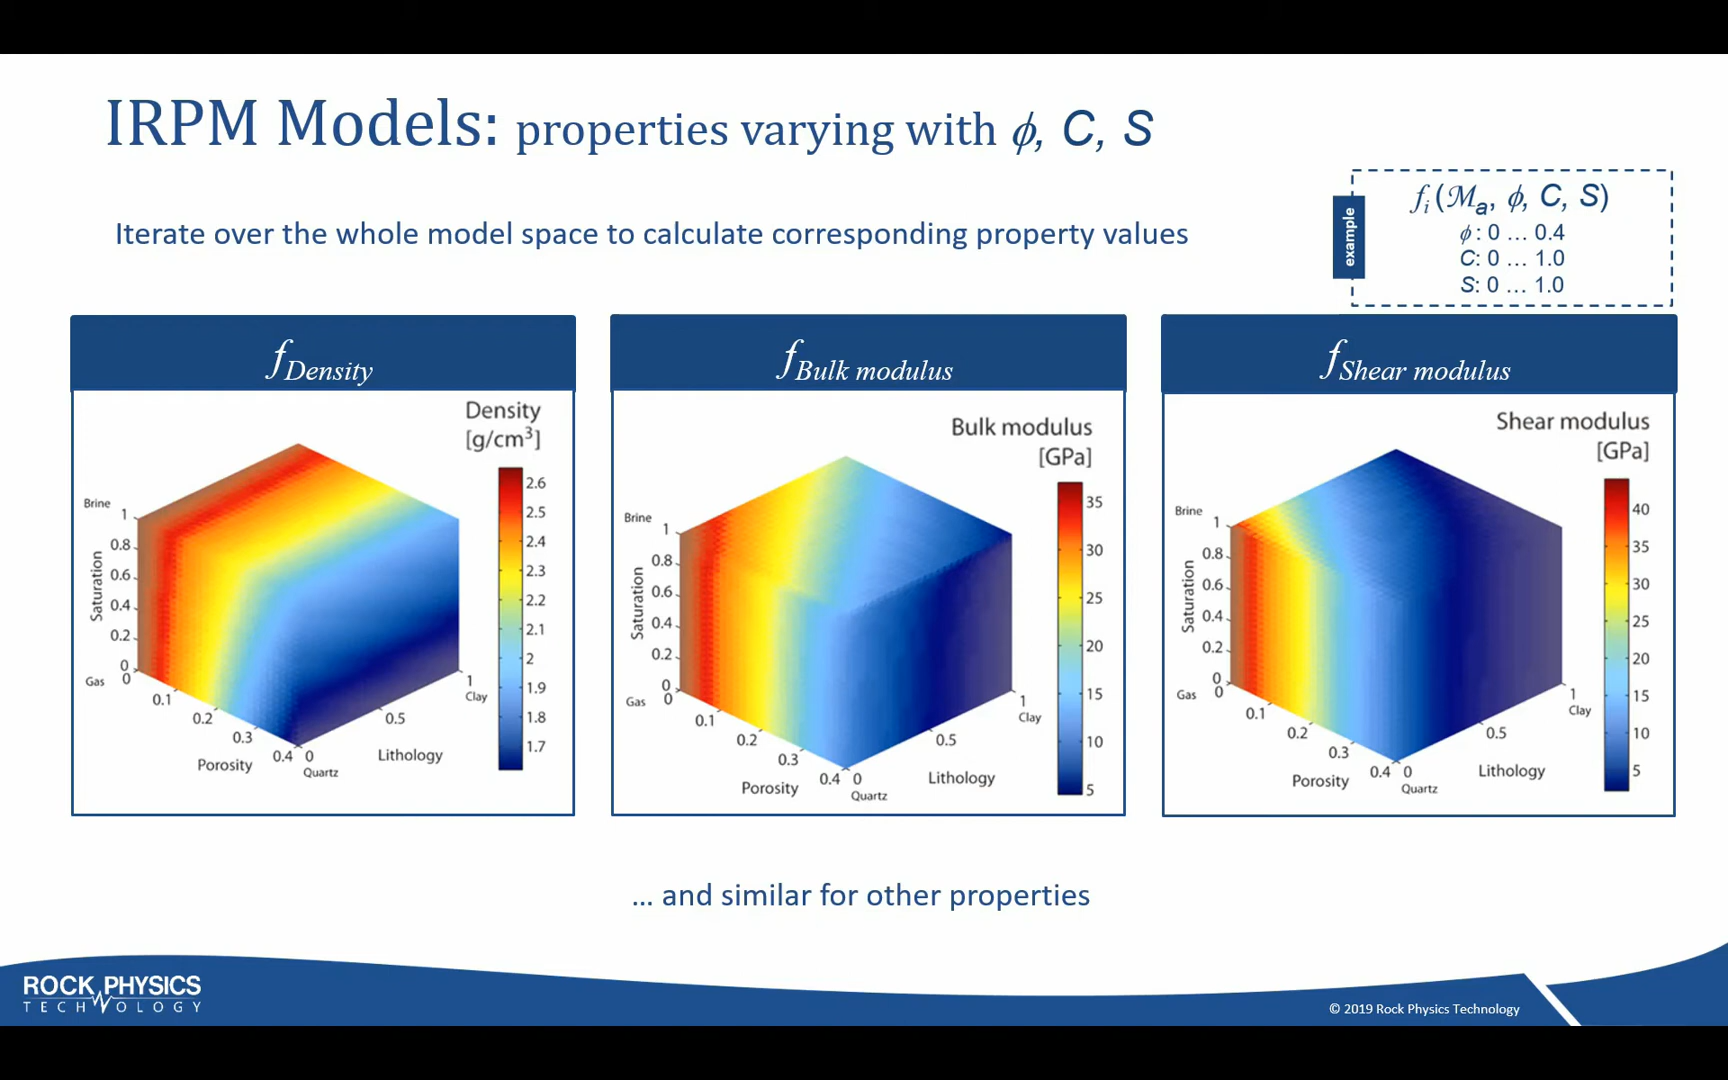 IRPM Models: properties varying with ϕ, C, S
Iterate over the whole model space to calculate corresponding property values
example
fi (Ma, ϕ, C, S)
ϕ: 0 … 0.4
C: 0 … 1.0
S: 0 … 1.0
fDensity
Density
[g/cm³]
2.6
2.5
2.4
2.3
2.2
2.1
2
1.9
1.8
1.7
Brine
1
0.8
0.6
0.4
0.2
0
Saturation
Gas
0
0.1
0.2
0.3
0.4
Porosity
0
Quartz
0.5
1
Clay
Lithology
fBulk modulus
Bulk modulus
[GPa]
35
30
25
20
15
10
5
Brine
1
0.8
0.6
0.4
0.2
0
Saturation
Gas
0
0.1
0.2
0.3
0.4
Porosity
0
Quartz
0.5
1
Clay
Lithology
fShear modulus
Shear modulus
[GPa]
40
35
30
25
20
15
10
5
Brine
1
0.8
0.6
0.4
0.2
0
Saturation
Gas
0
0.1
0.2
0.3
0.4
Porosity
0
Quartz
0.5
1
Clay
Lithology
… and similar for other properties
ROCK PHYSICS
TECHNOLOGY
© 2019 Rock Physics Technology